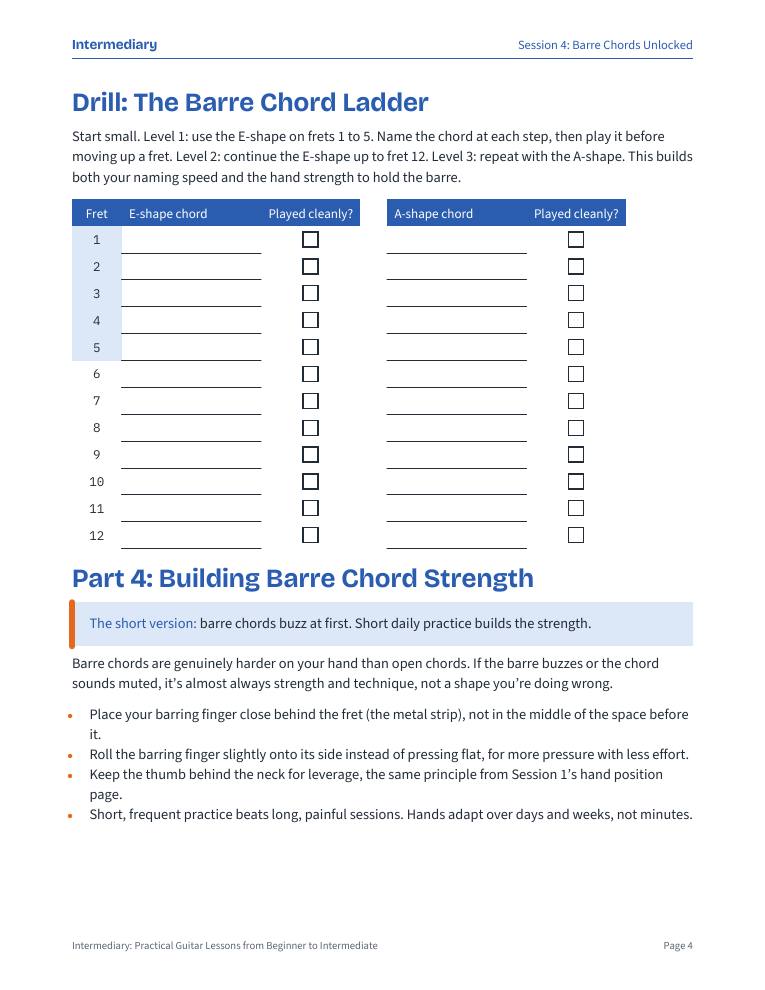 Intermediary
Session 4: Barre Chords Unlocked
Drill: The Barre Chord Ladder
Start small. Level 1: use the E-shape on frets 1 to 5. Name the chord at each step, then play it before
moving up a fret. Level 2: continue the E-shape up to fret 12. Level 3: repeat with the A-shape. This builds
both your naming speed and the hand strength to hold the barre.
Fret E-shape chord Played cleanly? A-shape chord Played cleanly?
1
2
3
4
5
6
7
8
9
10
11
12
Part 4: Building Barre Chord Strength
The short version: barre chords buzz at first. Short daily practice builds the strength.
Barre chords are genuinely harder on your hand than open chords. If the barre buzzes or the chord
sounds muted, it’s almost always strength and technique, not a shape you’re doing wrong.
• Place your barring finger close behind the fret (the metal strip), not in the middle of the space before
it.
• Roll the barring finger slightly onto its side instead of pressing flat, for more pressure with less effort.
• Keep the thumb behind the neck for leverage, the same principle from Session 1’s hand position
page.
• Short, frequent practice beats long, painful sessions. Hands adapt over days and weeks, not minutes.
Intermediary: Practical Guitar Lessons from Beginner to Intermediate
Page 4